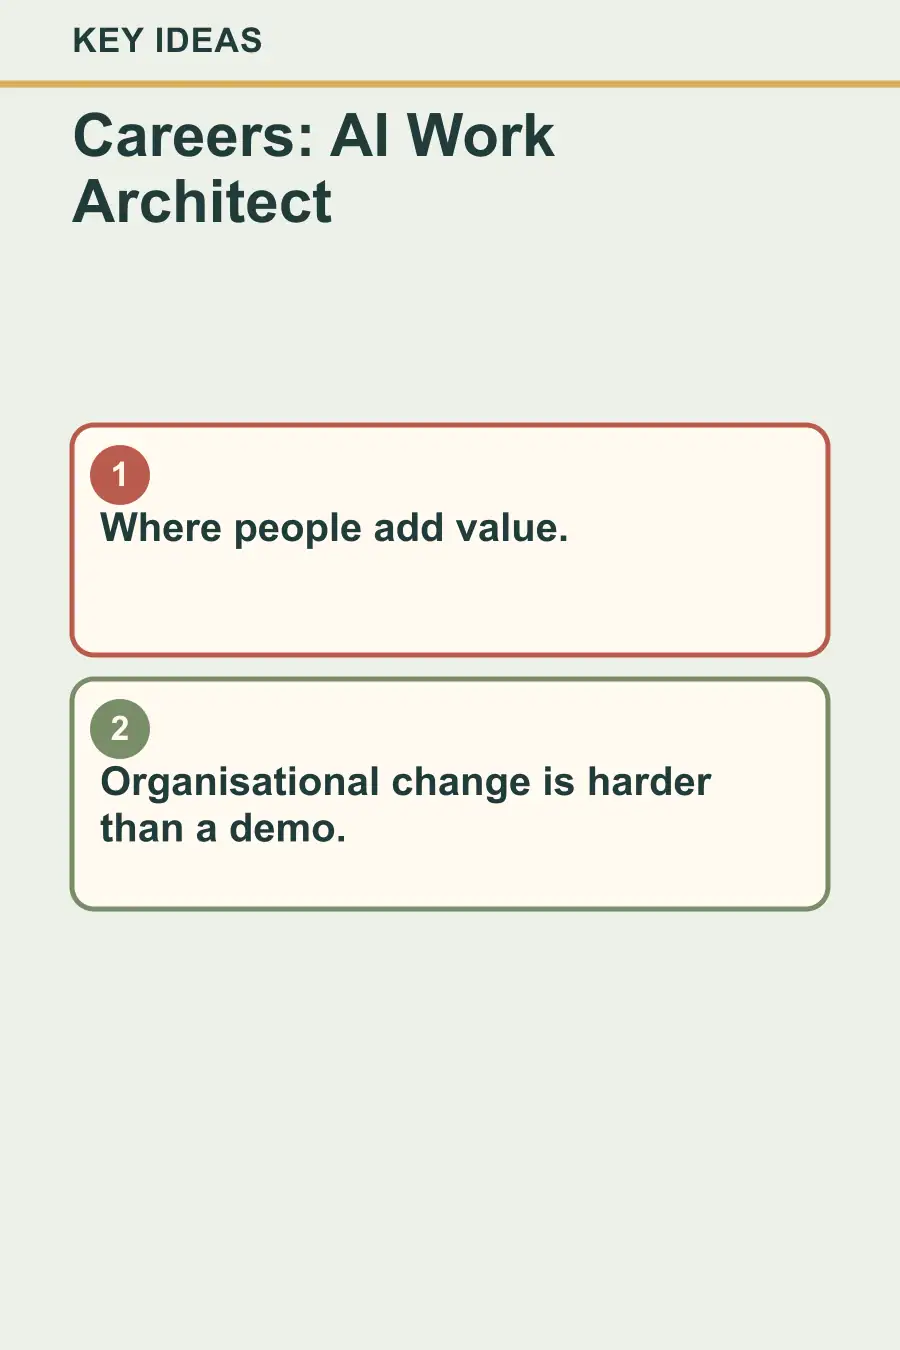 KEY IDEAS
Careers: AI Work
Architect
1
Where people add value.
2
Organisational change is harder
than a demo.